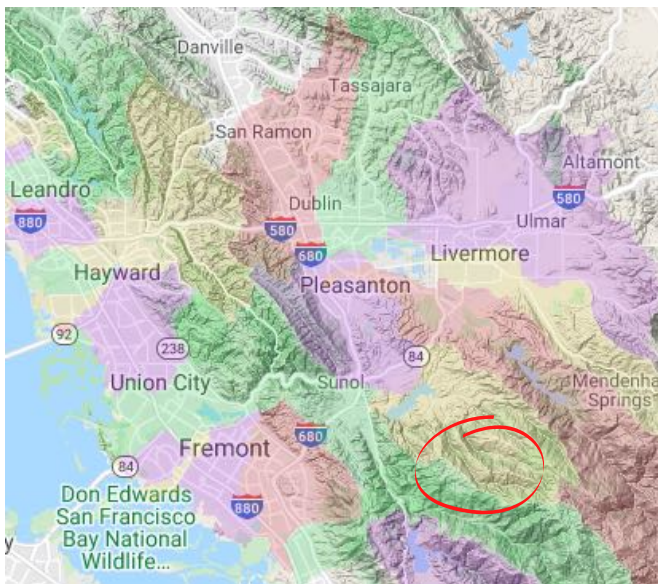 Danville
Tassajara
San Ramon
Altamont
Leandro
880
Dublin
580
580
Ulmar
680
Livermore
Hayward
Pleasanton
92
238
84
Sunol
Mendenha
Springs
Union City
680
Fremont
84
880
Don Edwards
San Francisco
Bay National
Wildlife...
y